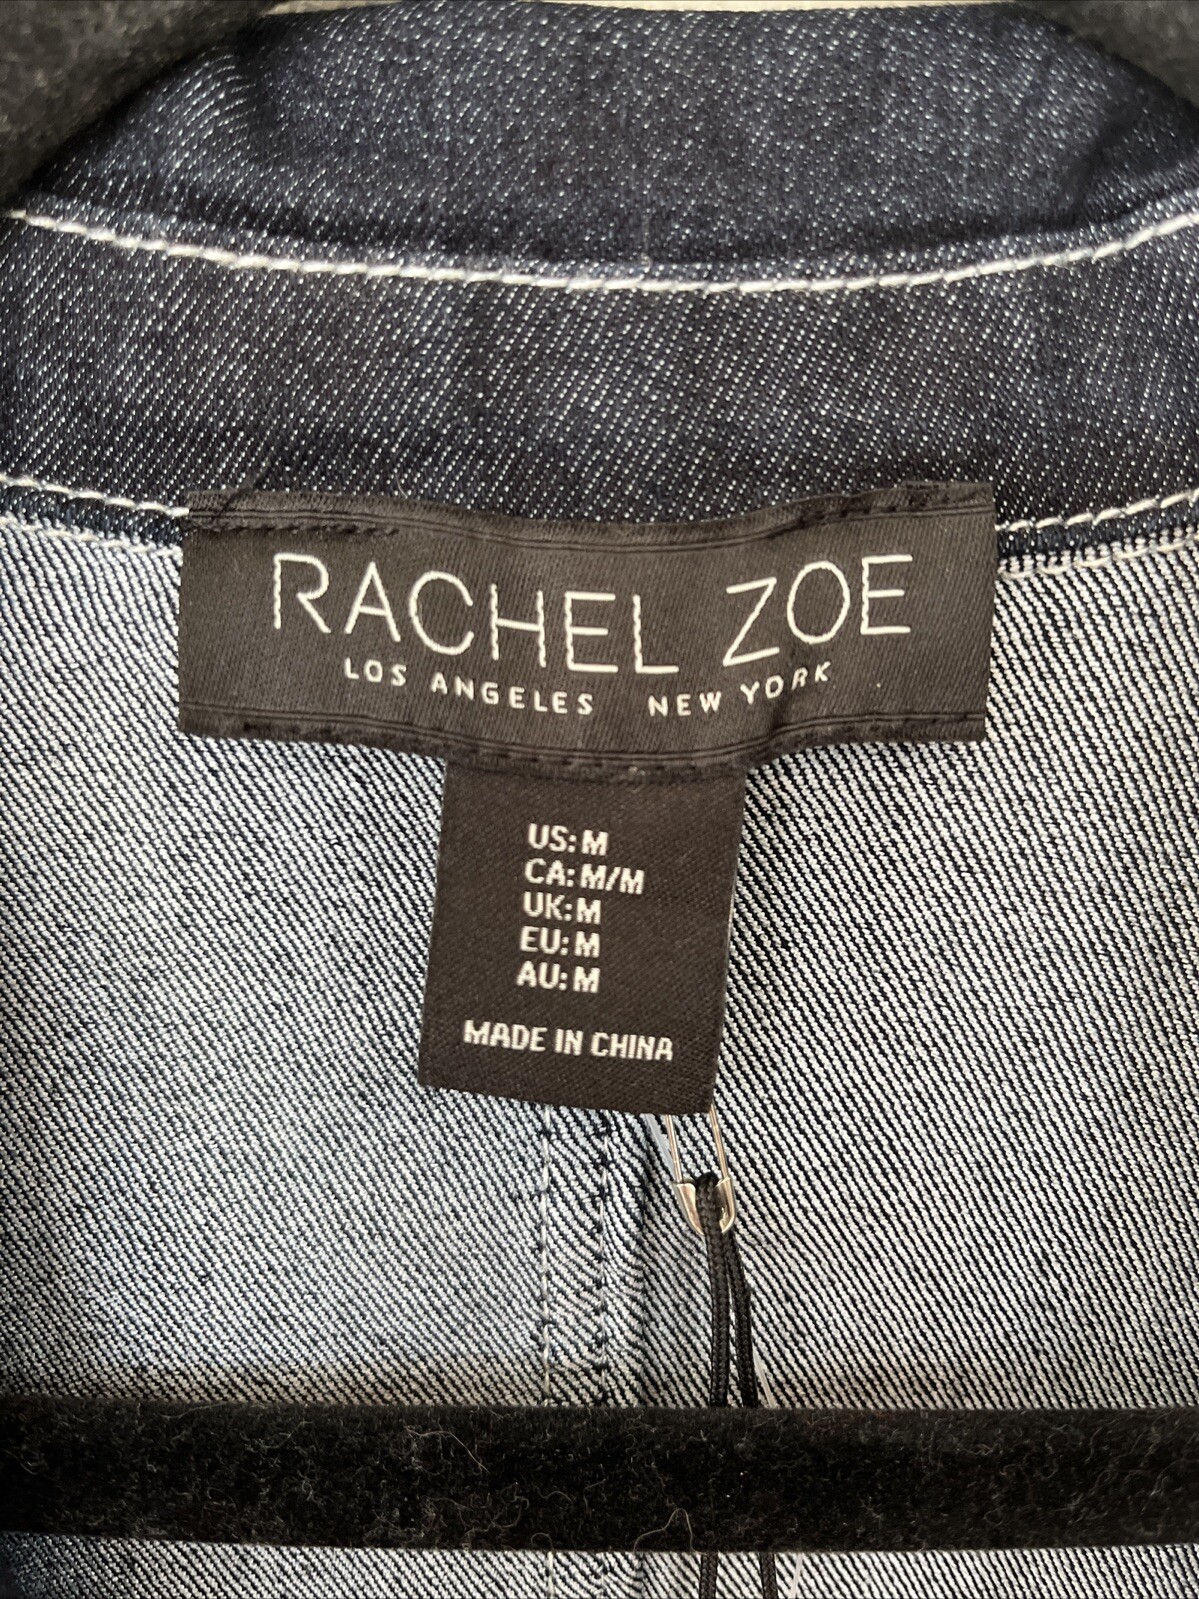 RACHEL ZOE
LOS ANGELES NEW YORK
US: M
CA: M/M
UK: M
EU: M
AU: M
MADE IN CHINA